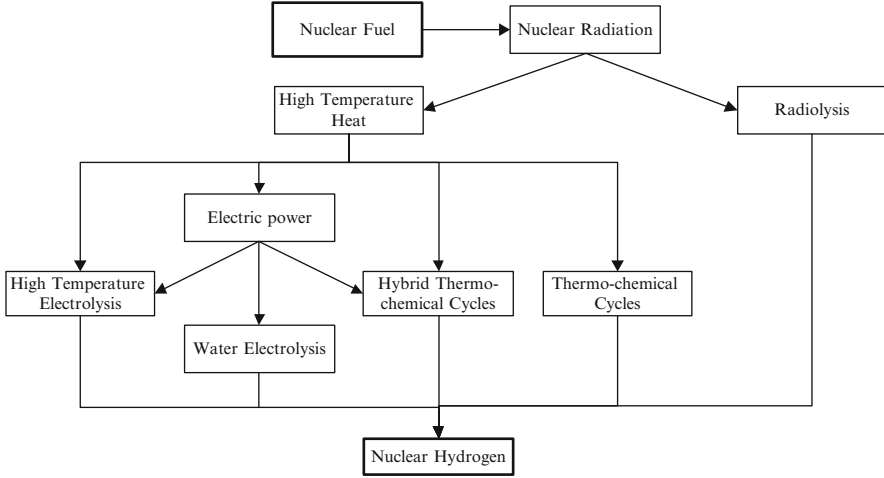 Nuclear Fuel
Nuclear Radiation
High Temperature
Heat
Radiolysis
Electric power
High Temperature
Electrolysis
Hybrid Thermo-
chemical Cycles
Thermo-chemical
Cycles
Water Electrolysis
Nuclear Hydrogen